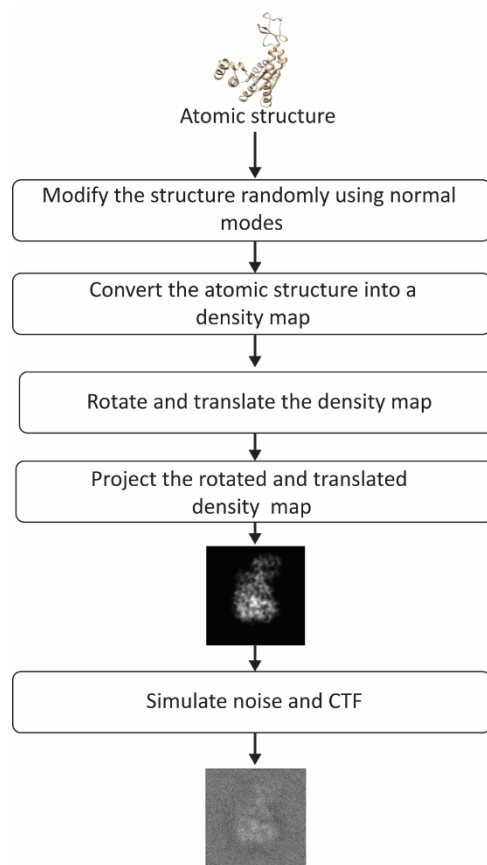 Atomic structure
Modify the structure randomly using normal
modes
Convert the atomic structure into a
density map
Rotate and translate the density map
Project the rotated and translated
density map
Simulate noise and CTF